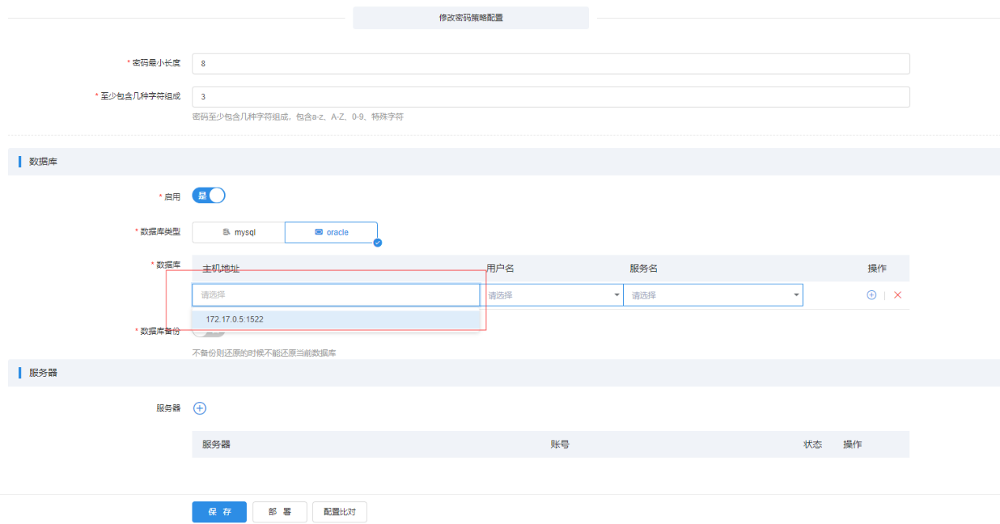 修改密码策略配置
* 密码最小长度 8
* 至少包含几种字符组成 3
密码至少包含几种字符组成，包含a-z、A-Z、0-9、特殊字符
数据库
* 启用 是
* 数据库类型 mysql oracle
* 数据库 主机地址 用户名 服务名 操作
请选择 请选择 请选择
172.17.0.5:1522
* 数据库备份
不备份则还原的时候不能还原当前数据库
服务器
服务器
服务器 账号 状态 操作
保 存 部 署 配置比对